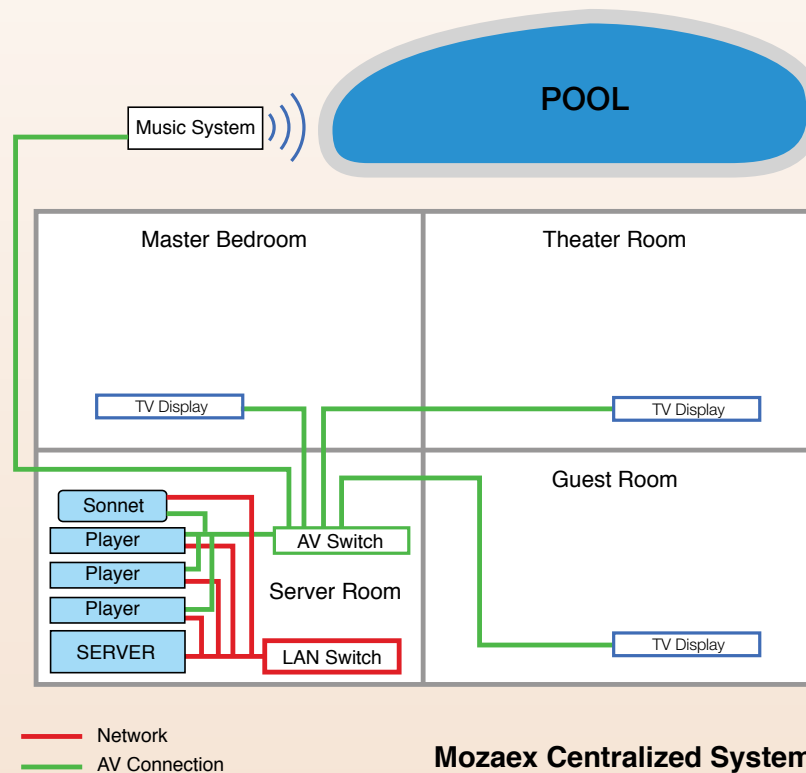 POOL
Music System
Master Bedroom
Theater Room
TV Display
TV Display
Guest Room
Sonnet
Player
AV Switch
Player
Server Room
Player
SERVER
LAN Switch
TV Display
Network
AV Connection
Mozaex Centralized System